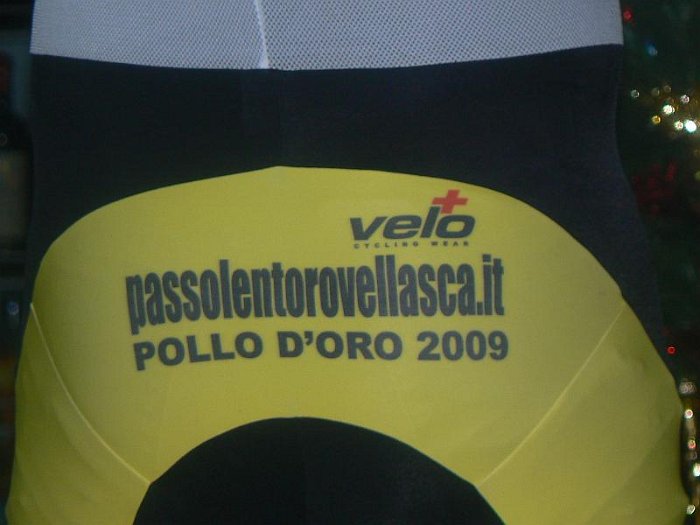 velo+
CYCLING WEAR
passolentorovellasca.it
POLLO D'ORO 2009